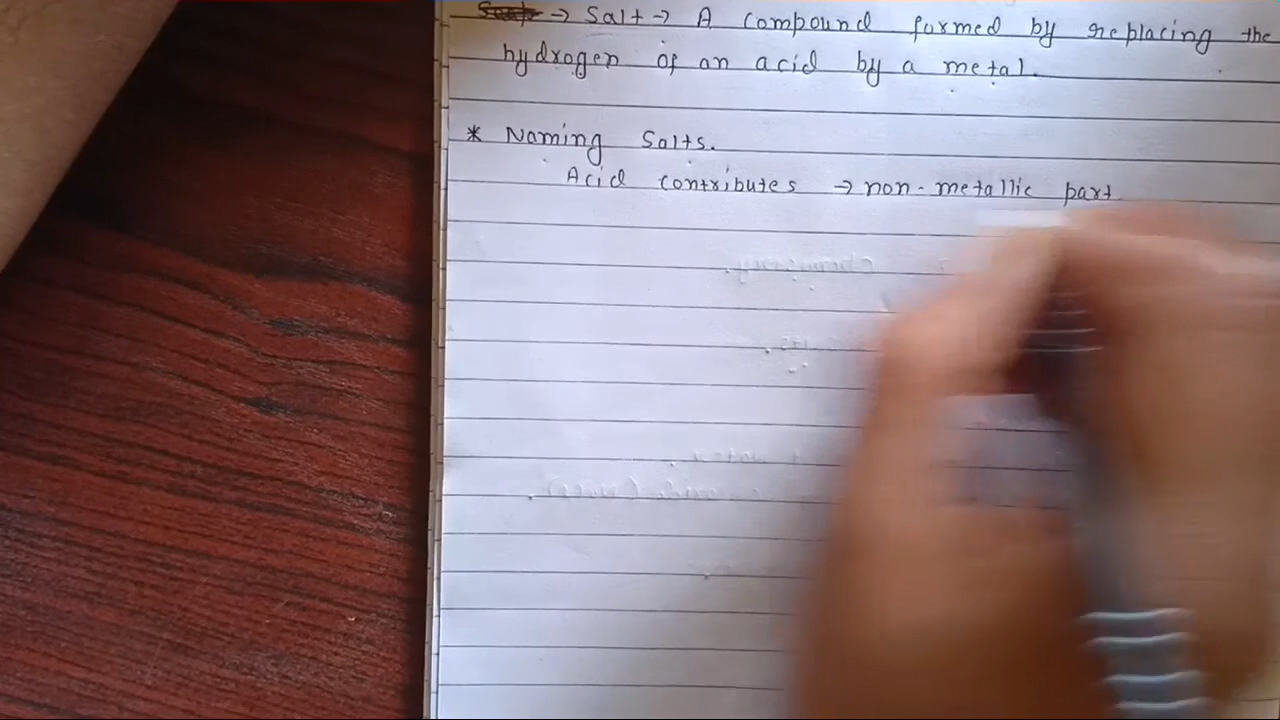 → Salt → A compound formed by replacing the
hydrogen of an acid by a metal.
* Naming Salts.
Acid contributes → non-metallic part.